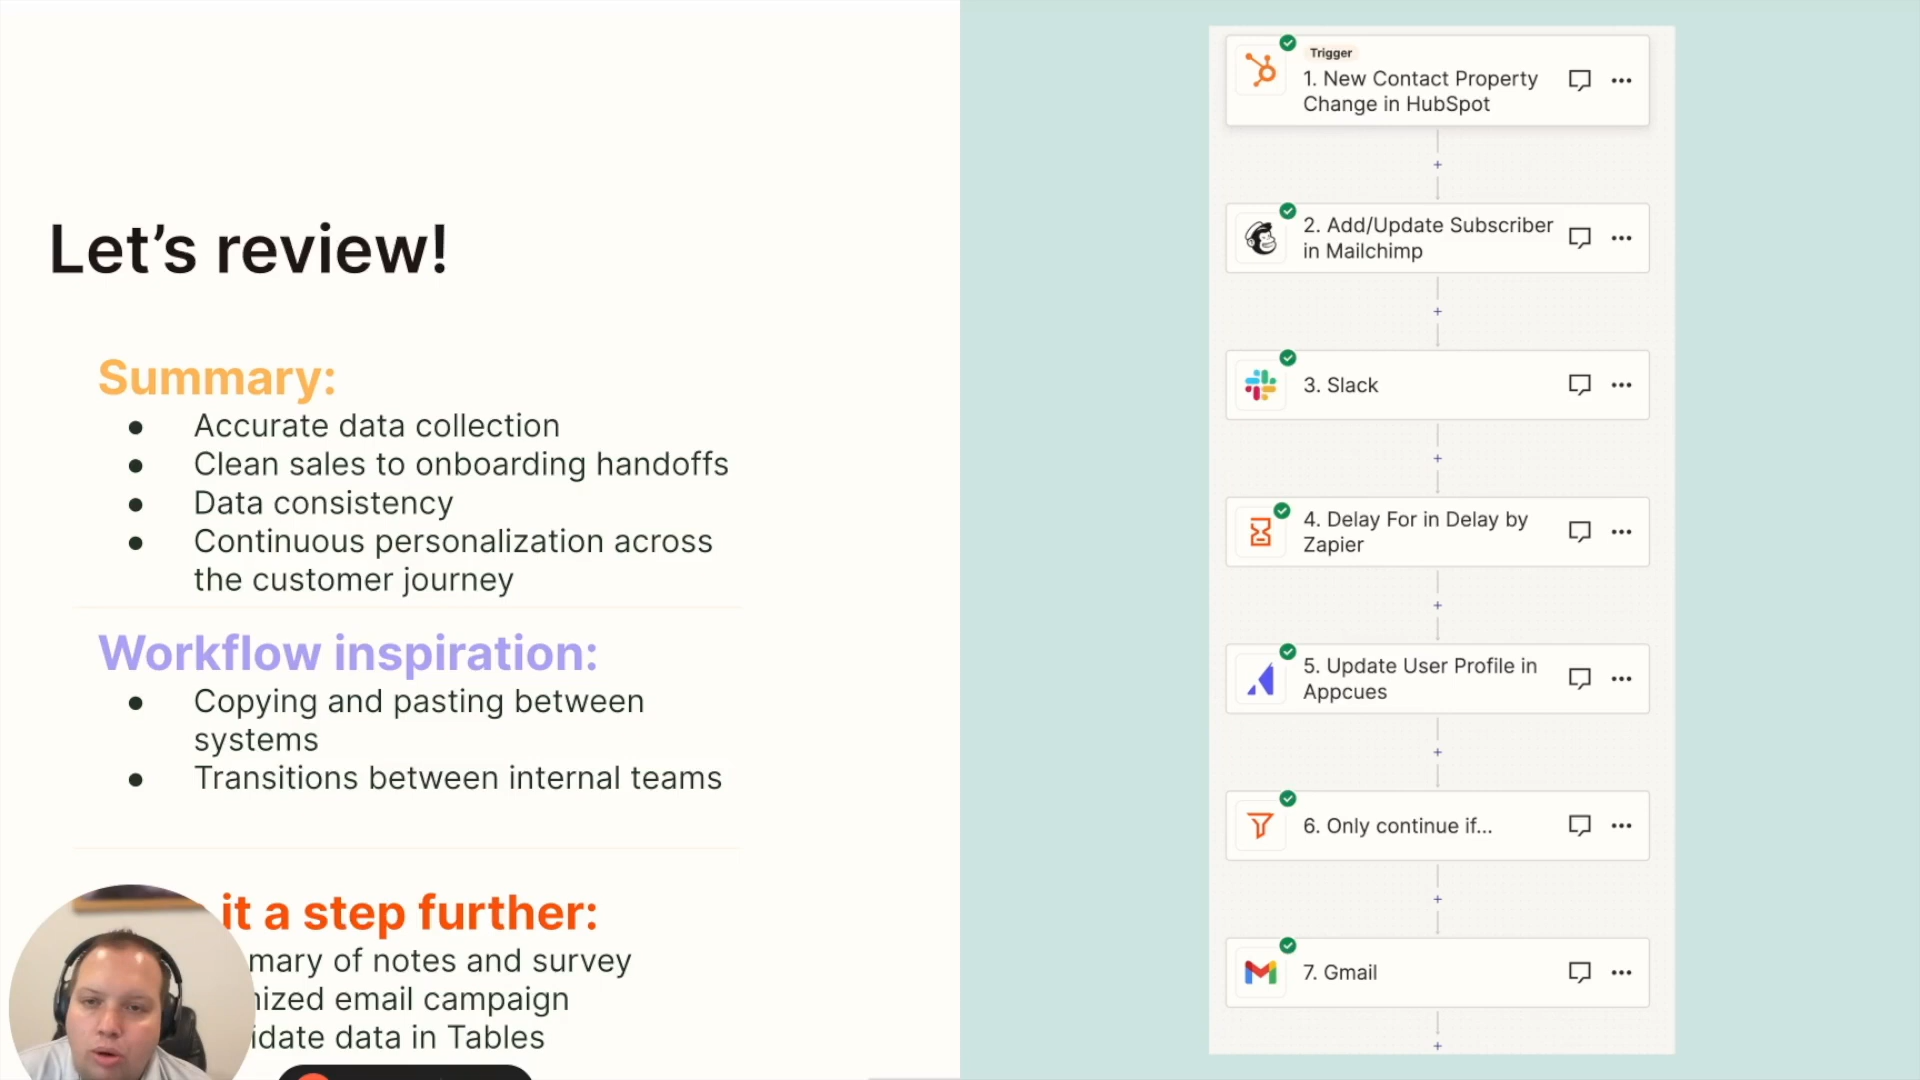 Let’s review!
Summary:
● Accurate data collection
● Clean sales to onboarding handoffs
● Data consistency
● Continuous personalization across
the customer journey
Workflow inspiration:
● Copying and pasting between
systems
● Transitions between internal teams
it a step further:
of notes and survey
email campaign
data in Tables
Trigger
1. New Contact Property
Change in HubSpot
2. Add/Update Subscriber
in Mailchimp
3. Slack
4. Delay For in Delay by
Zapier
5. Update User Profile in
Appcues
6. Only continue if...
7. Gmail